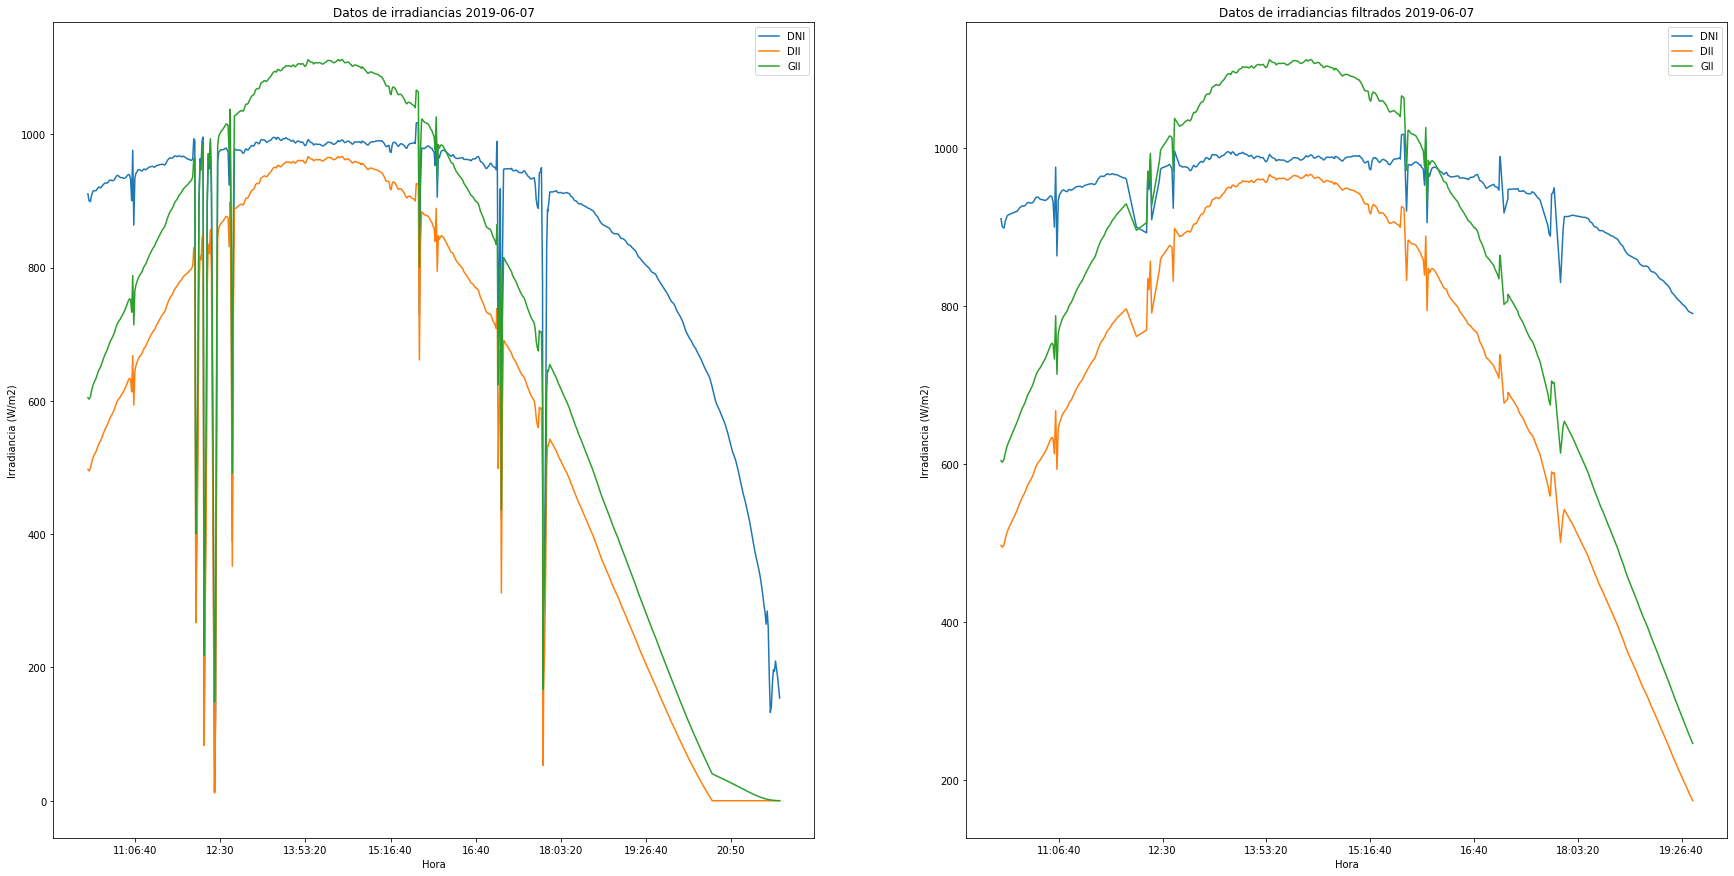 Datos de irradiancias 2019-06-07
DNI
DII
GII
Irradiancia (W/m2)
1000
800
600
400
200
0
11:06:40 12:30 13:53:20 15:16:40 16:40 18:03:20 19:26:40 20:50
Hora
Datos de irradiancias filtrados 2019-06-07
DNI
DII
GII
Irradiancia (W/m2)
1000
800
600
400
200
11:06:40 12:30 13:53:20 15:16:40 16:40 18:03:20 19:26:40
Hora